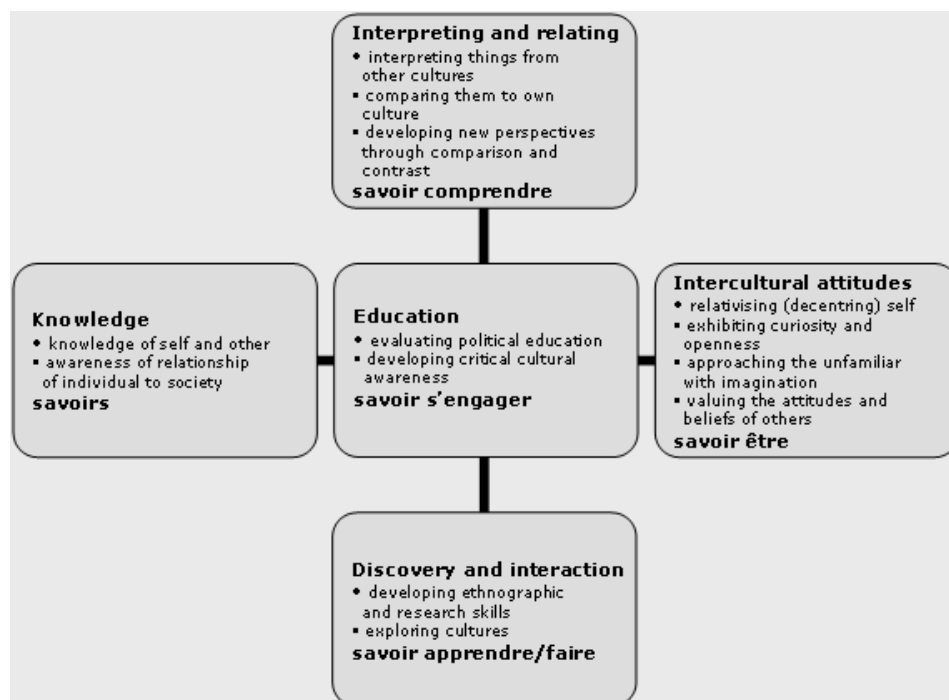 Interpreting and relating
• interpreting things from
other cultures
▪ comparing them to own
culture
▪ developing new perspectives
through comparison and
contrast
savoir comprendre
Knowledge
• knowledge of self and other
▪ awareness of relationship
of individual to society
savoirs
Education
• evaluating political education
▪ developing critical cultural
awareness
savoir s'engager
Intercultural attitudes
• relativising (decentring) self
▪ exhibiting curiosity and
openness
▪ approaching the unfamiliar
with imagination
▪ valuing the attitudes and
beliefs of others
savoir être
Discovery and interaction
• developing ethnographic
and research skills
▪ exploring cultures
savoir apprendre/faire